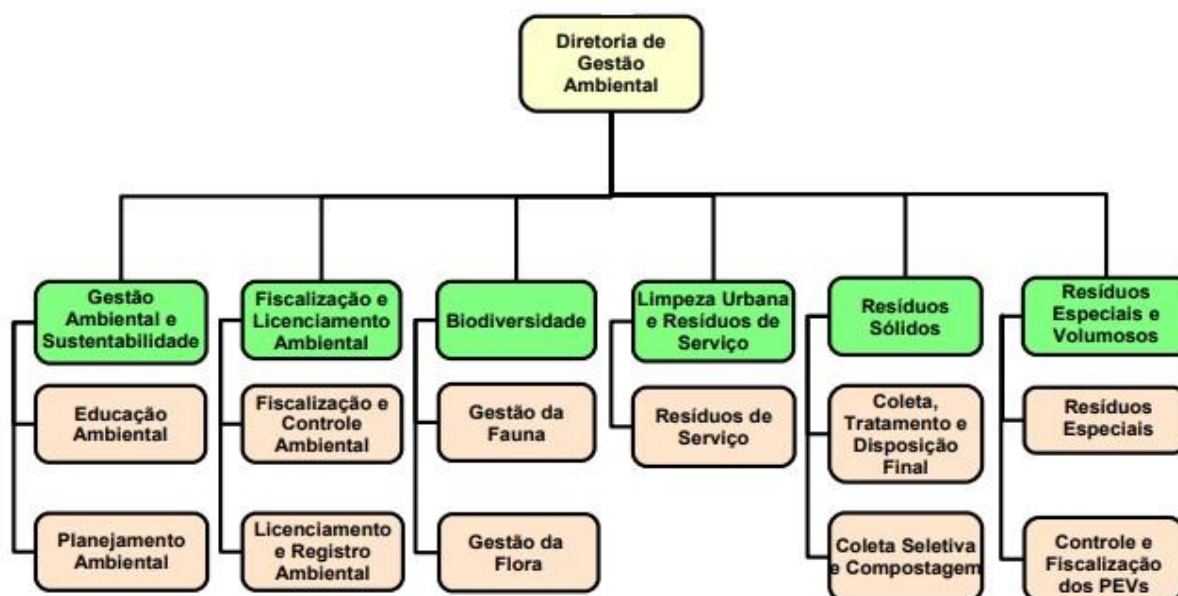 Diretoria de
Gestão
Ambiental
Gestão
Ambiental e
Sustentabilidade
Fiscalização e
Licenciamento
Ambiental
Biodiversidade
Limpeza Urbana
e Resíduos de
Serviço
Resíduos
Sólidos
Resíduos
Especiais e
Volumosos
Educação
Ambiental
Fiscalização e
Controle
Ambiental
Gestão da
Fauna
Resíduos de
Serviço
Coleta,
Tratamento e
Disposição
Final
Resíduos
Especiais
Planejamento
Ambiental
Licenciamento
e Registro
Ambiental
Gestão da
Flora
Coleta Seletiva
e Compostagem
Controle e
Fiscalização
dos PEVs